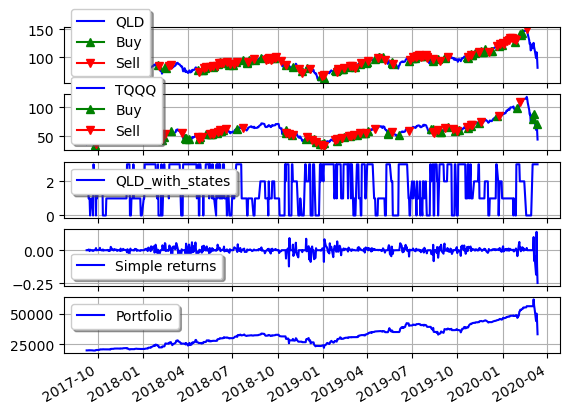 150
QLD
Buy
100
Sell
TQQQ
100
Buy
Sell
50
2
QLD_with_states
0
0.00
Simple returns
−0.25
Portfolio
50000
25000
2017-10 2018-01 2018-04 2018-07 2018-10 2019-01 2019-04 2019-07 2019-10 2020-01 2020-04